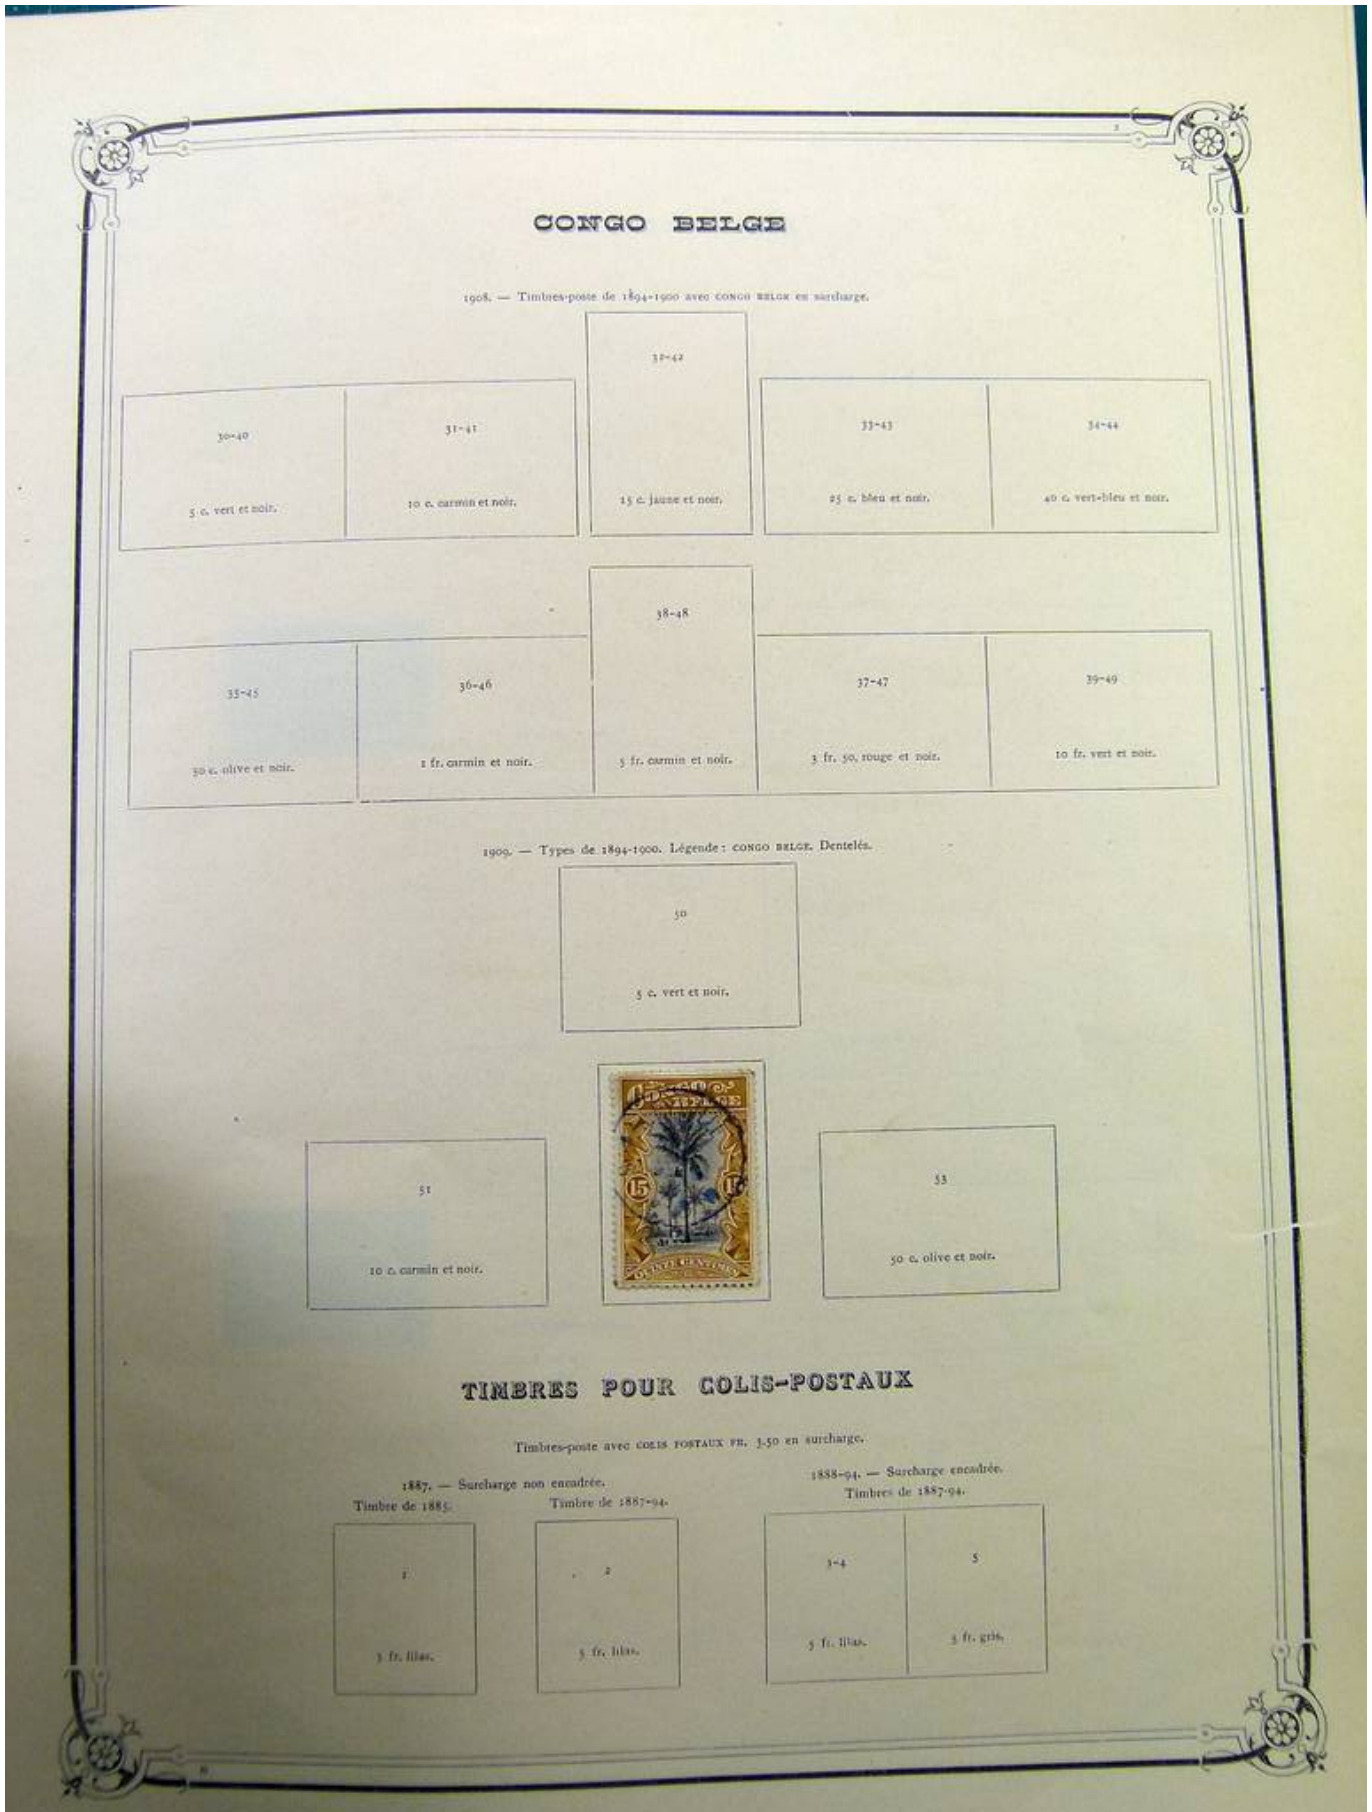 3
CONGO BELGE
1908. — Timbres-poste de 1894-1900 avec CONGO BELGE en surcharge.
32-42
15 c. jaune et noir.
30-40
5 c. vert et noir.
31-41
10 c. carmin et noir.
33-43
25 c. bleu et noir.
34-44
40 c. vert-bleu et noir.
35-45
50 c. olive et noir.
36-46
1 fr. carmin et noir.
38-48
5 fr. carmin et noir.
37-47
3 fr. 50, rouge et noir.
39-49
10 fr. vert et noir.
1909. — Types de 1894-1900. Légende : CONGO BELGE. Dentelés.
50
5 c. vert et noir.
51
10 c. carmin et noir.
CONGO
BELGE
15 15
QUINZE CENTIMES
53
50 c. olive et noir.
TIMBRES POUR COLIS-POSTAUX
Timbres-poste avec COLIS POSTAUX FR. 3-50 en surcharge.
1887. — Surcharge non encadrée.
Timbre de 1885.
Timbre de 1887-94.
1888-94. — Surcharge encadrée.
Timbres de 1887-94.
1
5 fr. lilas.
2
5 fr. lilas.
3-4
5 fr. lilas.
5
5 fr. gris.